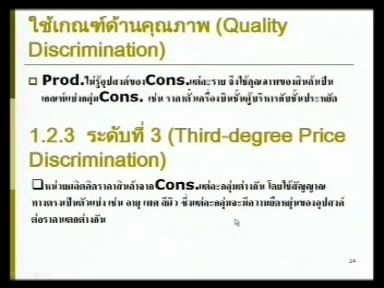 ใช้เกณฑ์ด้านคุณภาพ (Quality
Discrimination)
Prod.ไม่รู้อุปสงค์ของCons.แต่ละราย จึงใช้คุณภาพของสินค้าเป็น
เกณฑ์แบ่งกลุ่มCons. เช่น ราคาตั๋วเครื่องบินชั้นผู้บริหารกับชั้นประหยัด
1.2.3 ระดับที่ 3 (Third-degree Price
Discrimination)
หน่วยผลิตคิดราคาสินค้าจากCons.แต่ละกลุ่มต่างกัน โดยใช้สัญญาณ
ทางตรงเป็นตัวแบ่ง เช่น อายุ เพศ สีผิว ซึ่งแต่ละกลุ่มจะมีความยืดหยุ่นของอุปสงค์
ต่อราคาแตกต่างกัน